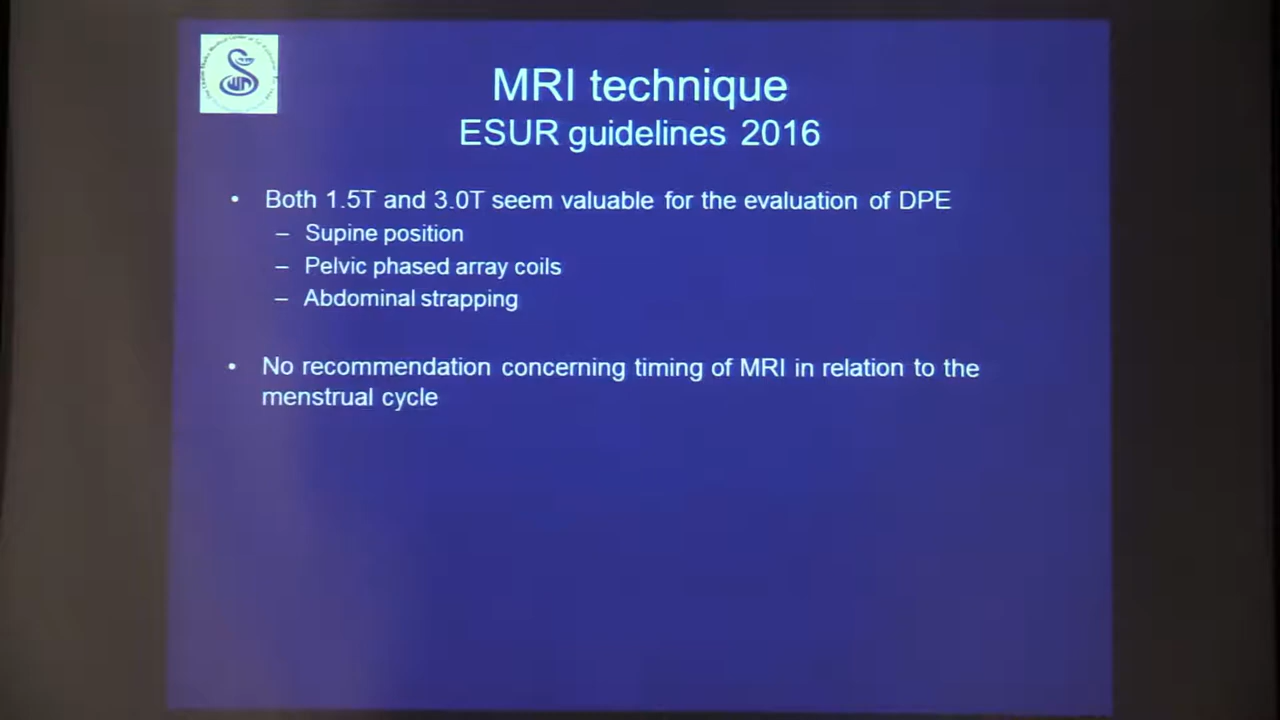 MRI technique
ESUR guidelines 2016
• Both 1.5T and 3.0T seem valuable for the evaluation of DPE
– Supine position
– Pelvic phased array coils
– Abdominal strapping
• No recommendation concerning timing of MRI in relation to the
menstrual cycle